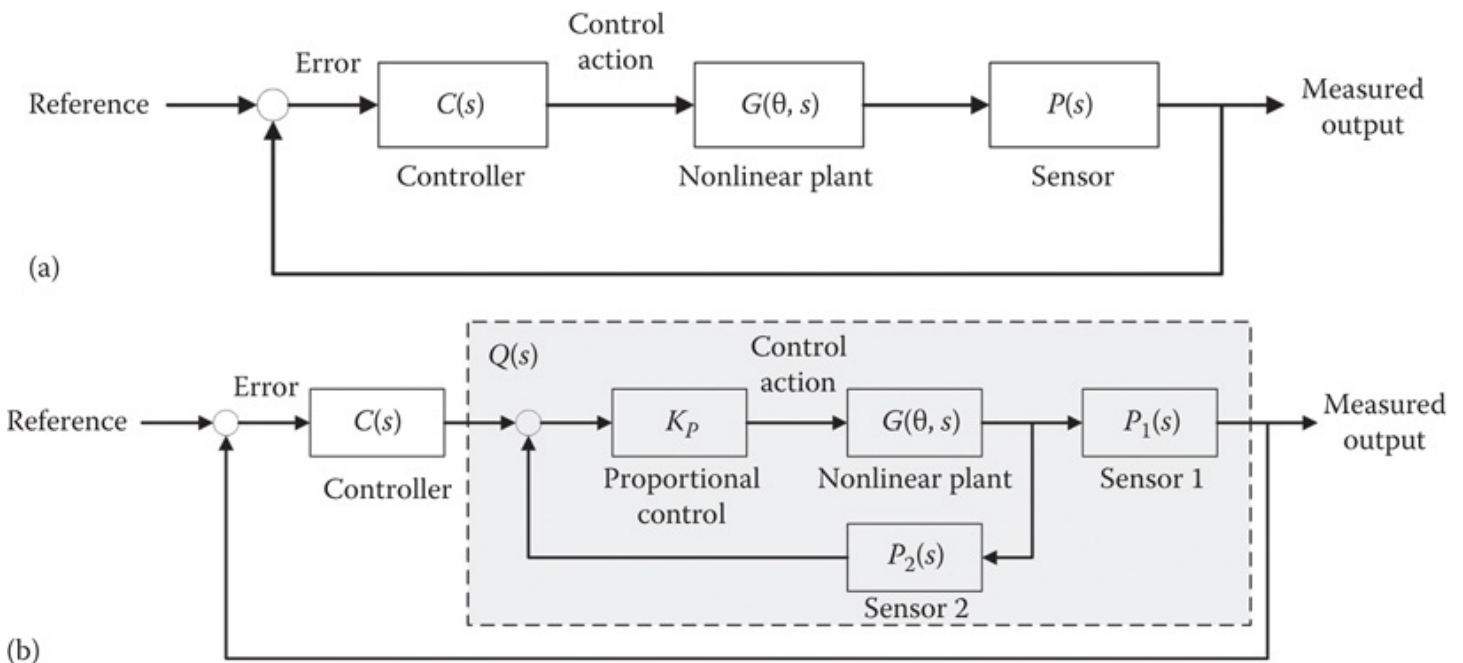 Control
action
Error
Reference
C(s)
G(θ, s)
P(s)
Measured
output
Controller
Nonlinear plant
Sensor
(a)
Q(s)
Control
action
Error
Reference
C(s)
K_P
G(θ, s)
P_1(s)
Measured
output
Controller
Proportional
control
Nonlinear plant
Sensor 1
P_2(s)
Sensor 2
(b)